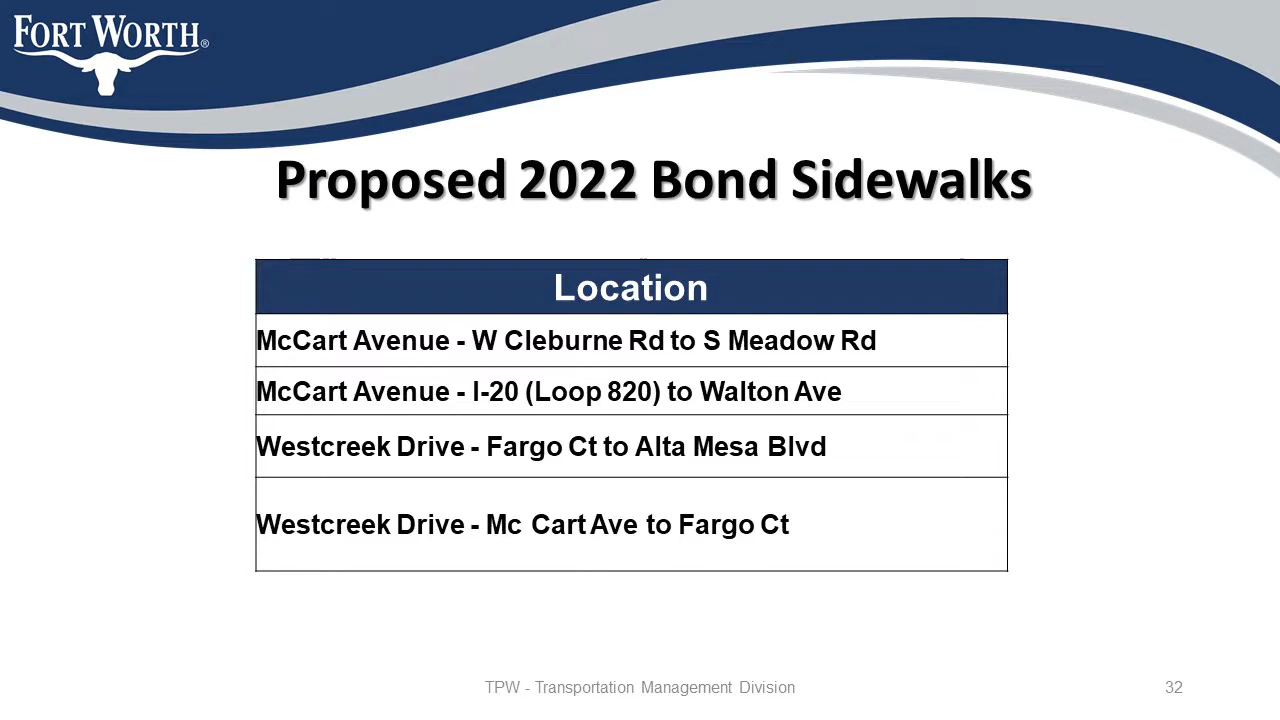 FORT WORTH®
Proposed 2022 Bond Sidewalks
Location
McCart Avenue - W Cleburne Rd to S Meadow Rd
McCart Avenue - I-20 (Loop 820) to Walton Ave
Westcreek Drive - Fargo Ct to Alta Mesa Blvd
Westcreek Drive - Mc Cart Ave to Fargo Ct
TPW - Transportation Management Division
32